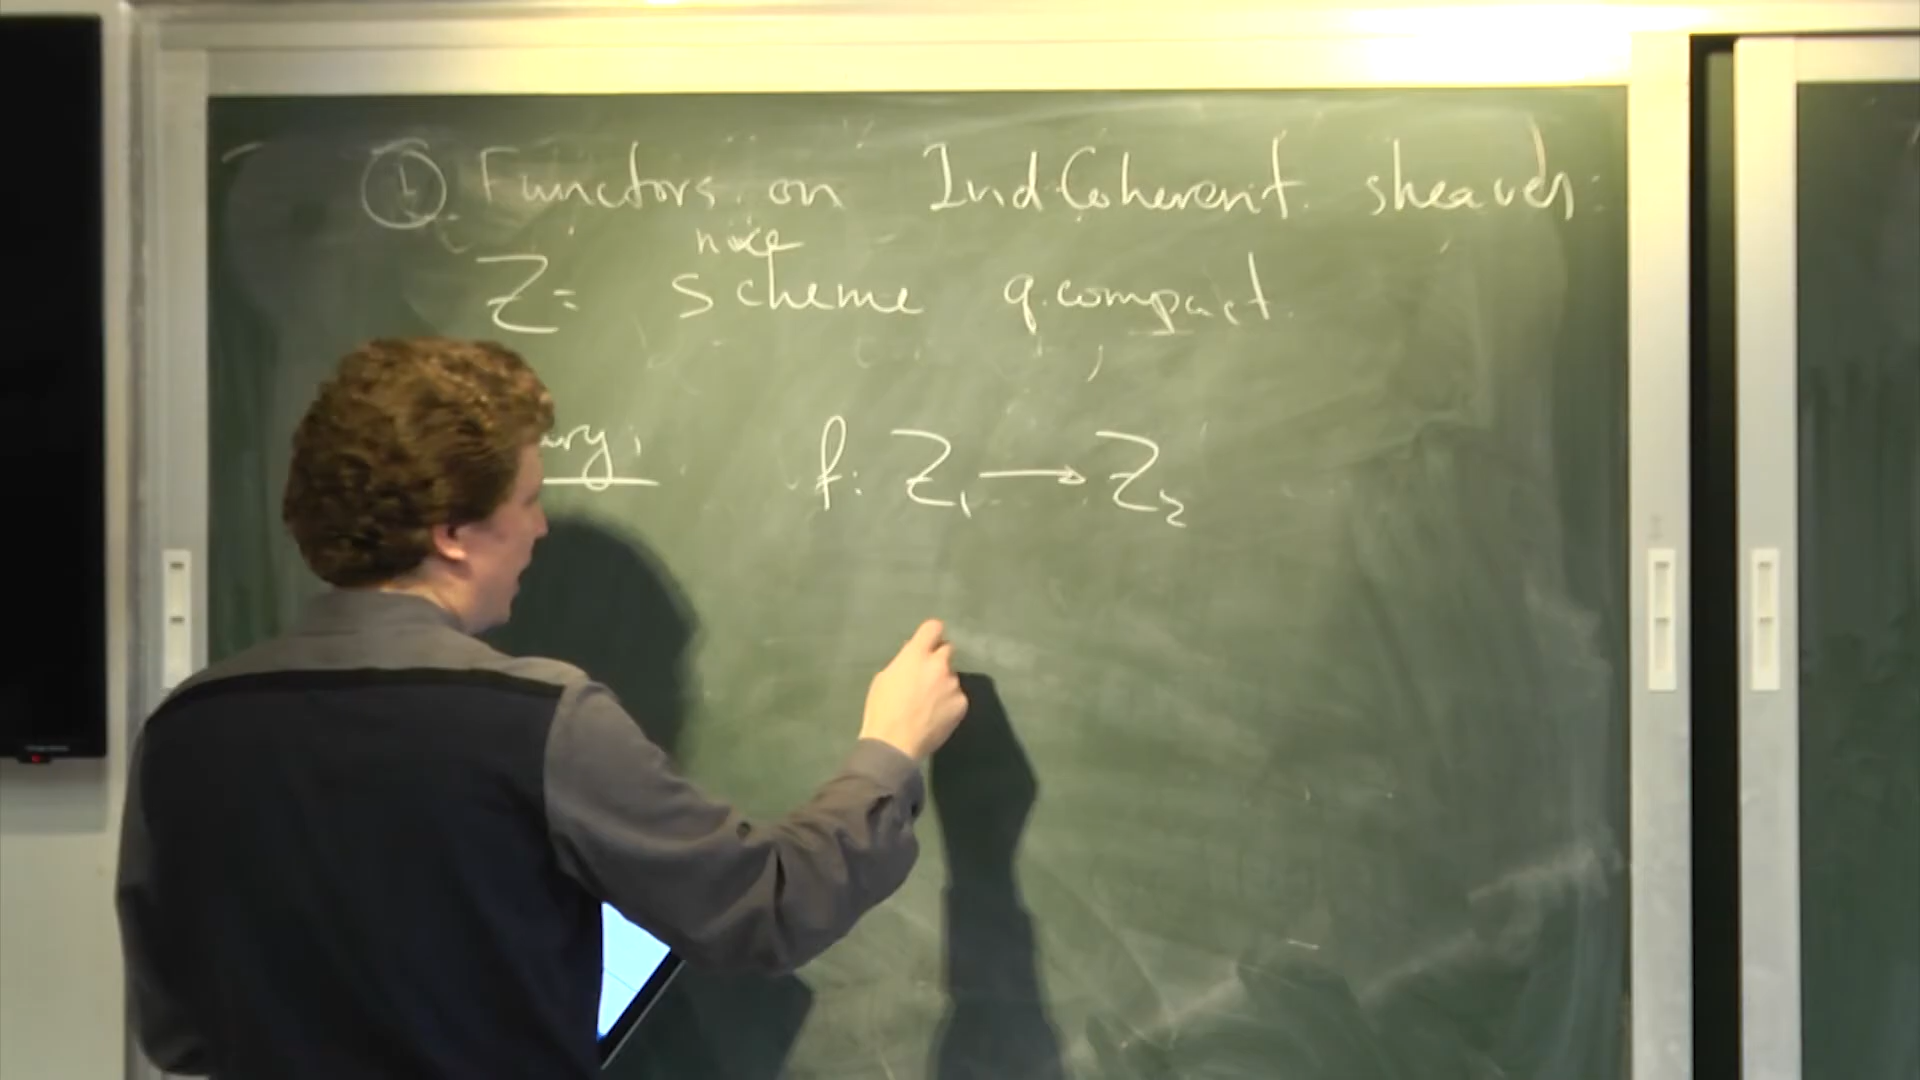 ① Functors on IndCoherent sheaves:
nice
Z = scheme q.compact.
f: Z₁ → Z₂